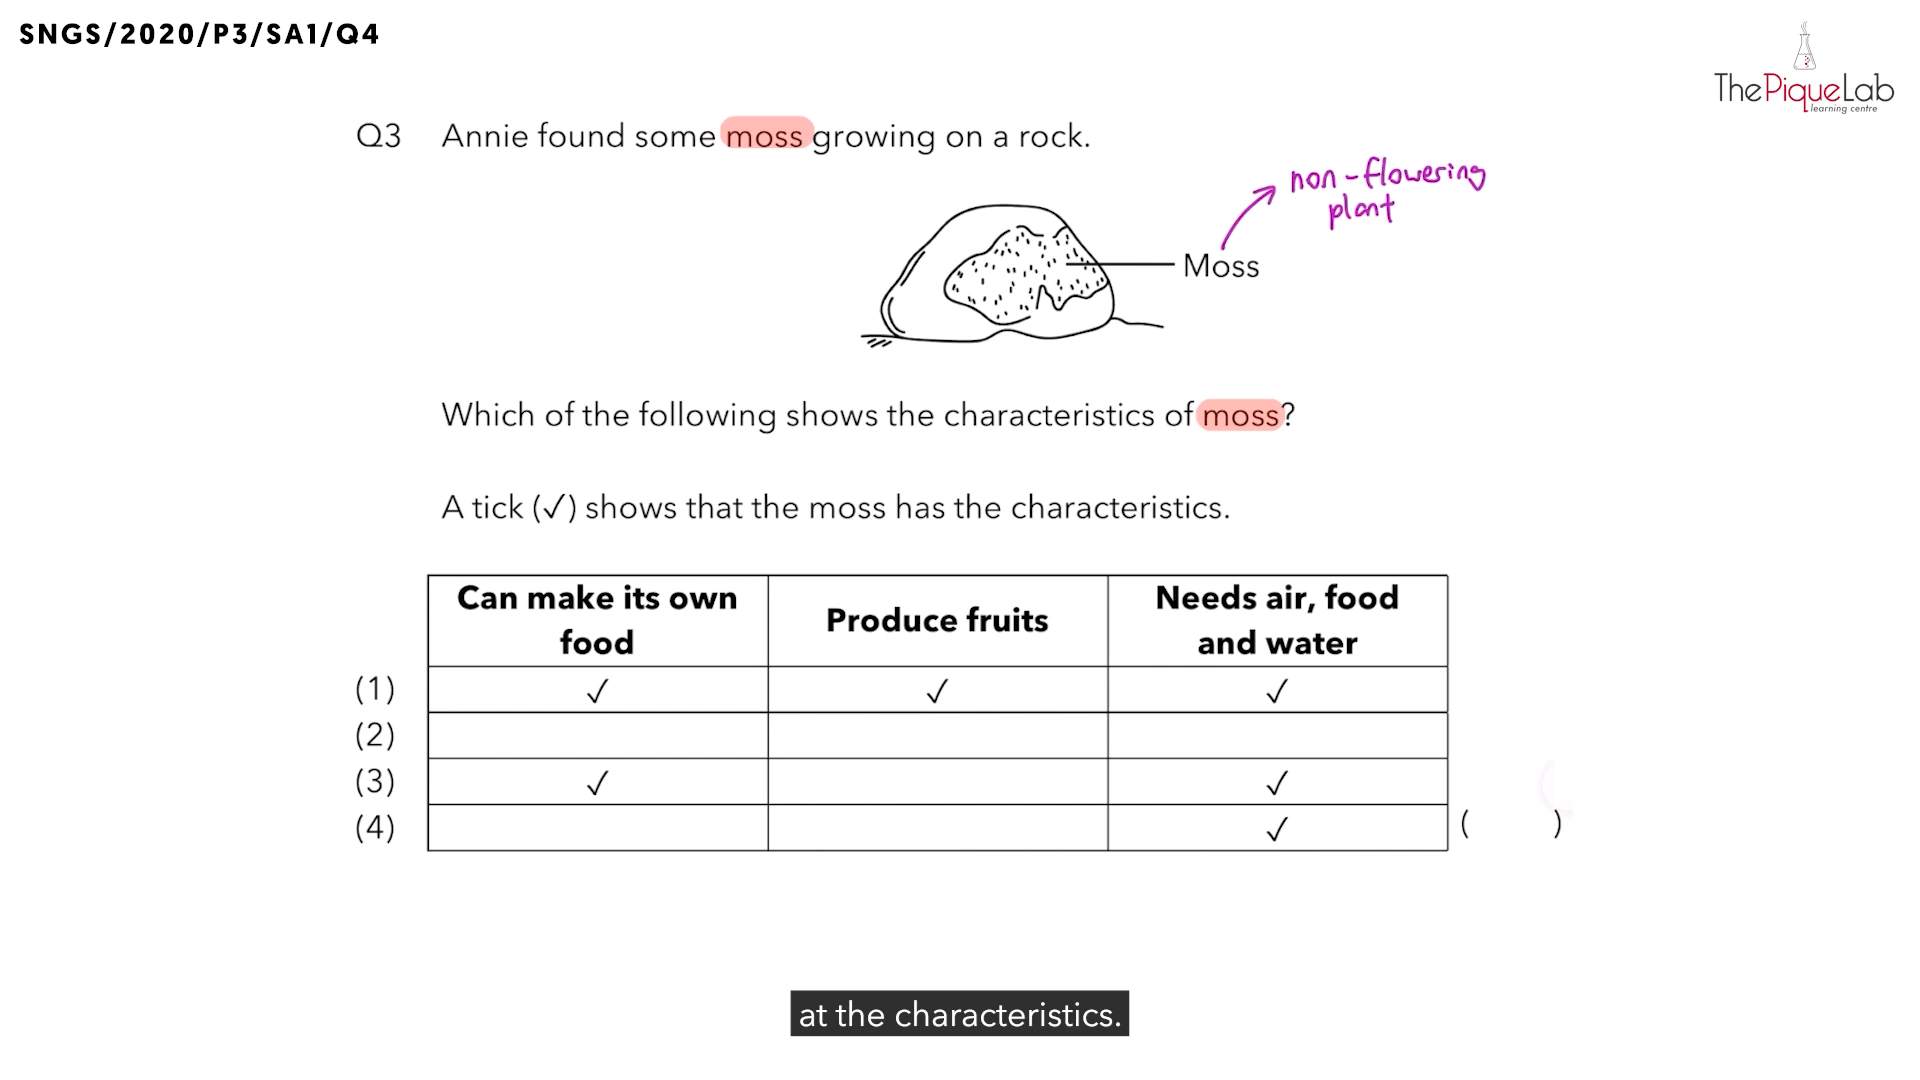 SNGS/2020/P3/SA1/Q4
ThePiqueLab
learning centre
Q3 Annie found some moss growing on a rock.
non-flowering
plant
Moss
Which of the following shows the characteristics of moss?
A tick (✓) shows that the moss has the characteristics.
Can make its own food Produce fruits Needs air, food and water
(1) ✓ ✓ ✓
(2)
(3) ✓ ✓
(4) ✓ ( )
at the characteristics.